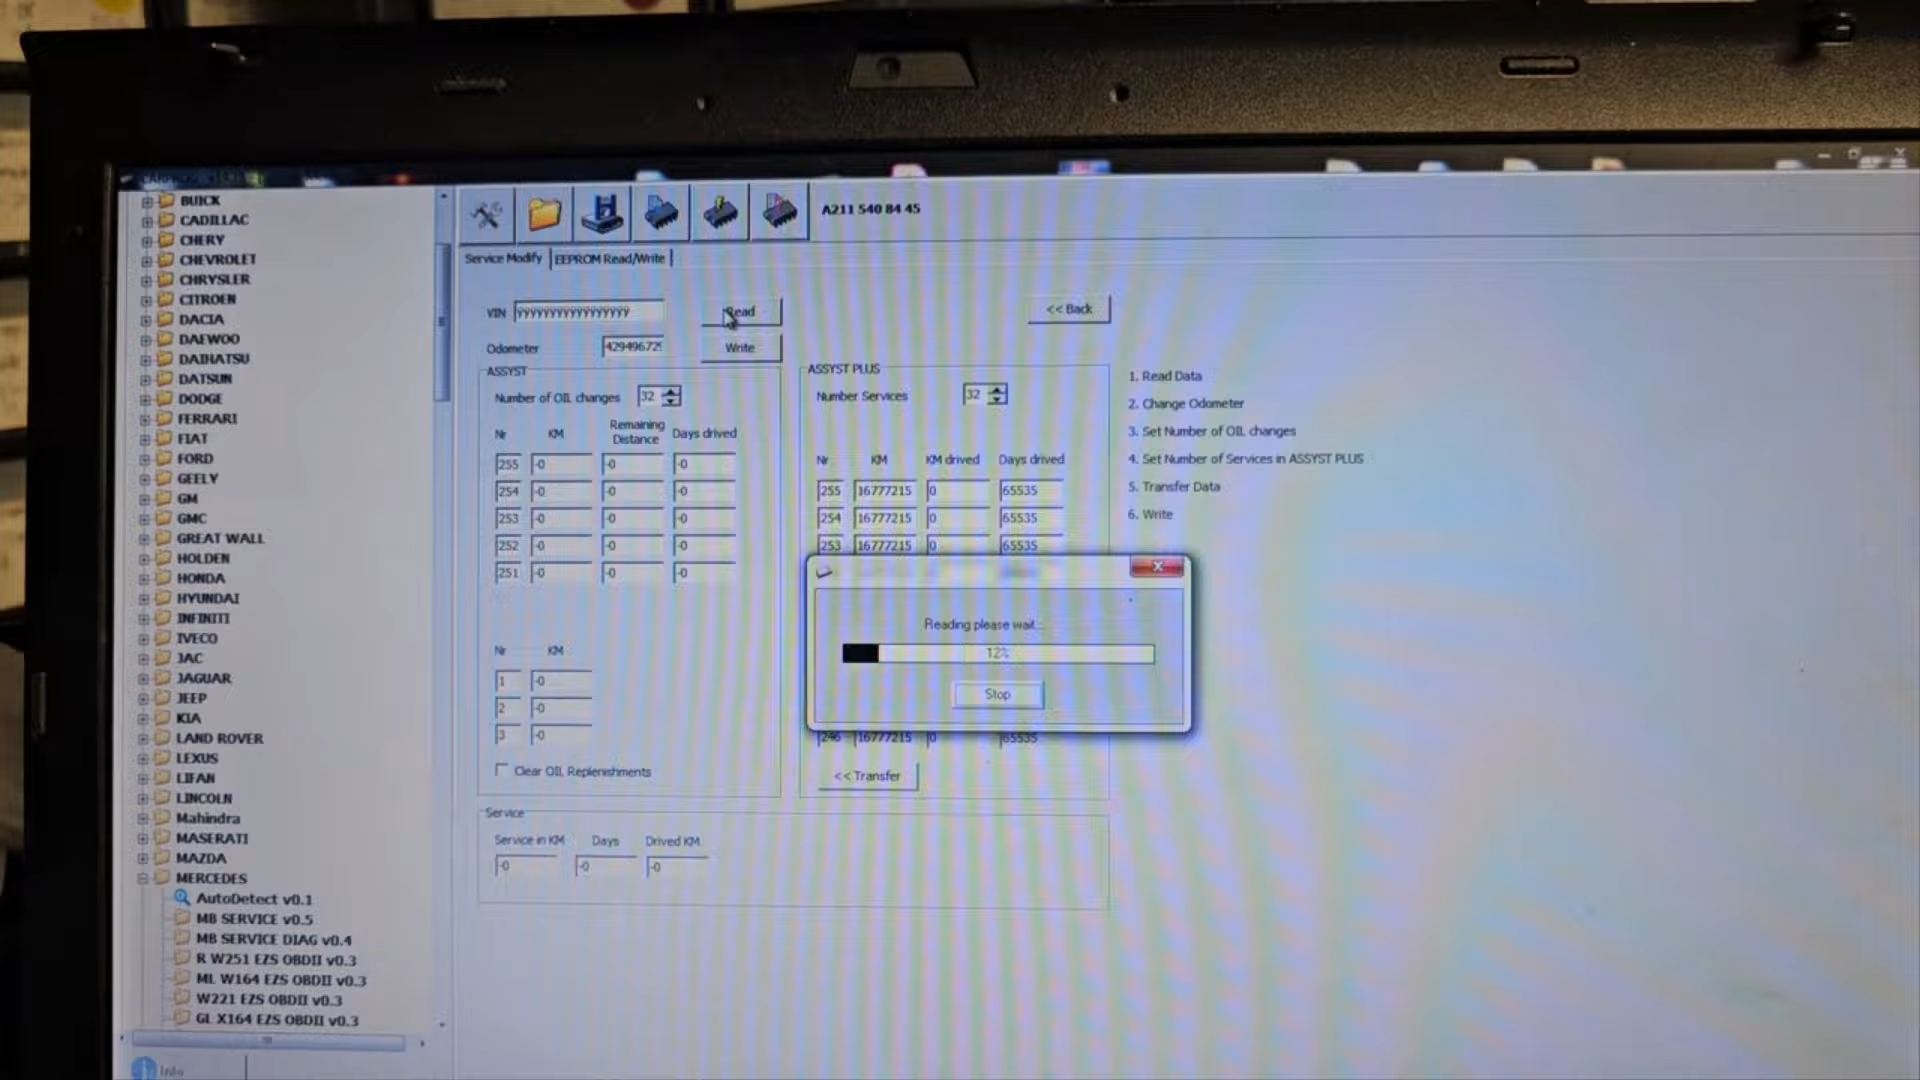 BUICK
CADILLAC
CHERY
CHEVROLET
CHRYSLER
CITROEN
DACIA
DAEWOO
DAIHATSU
DATSUN
DODGE
FERRARI
FIAT
FORD
GEELY
GM
GMC
GREAT WALL
HOLDEN
HONDA
HYUNDAI
INFINITI
IVECO
JAC
JAGUAR
JEEP
KIA
LAND ROVER
LEXUS
LIFAN
LINCOLN
Mahindra
MASERATI
MAZDA
MERCEDES
AutoDetect v0.1
MB SERVICE v0.5
MB SERVICE DIAG v0.4
R W251 EZS OBDII v0.3
ML W164 EZS OBDII v0.3
W221 EZS OBDII v0.3
GL X164 EZS OBDII v0.3
Info
A211 540 84 45
Service Modify EEPROM Read/Write
VIN Read << Back
Odometer 429496729 Write
ASSYST
Number of OIL changes 32
Nr KM Remaining Distance Days drived
255 -0 -0 -0
254 -0 -0 -0
253 -0 -0 -0
252 -0 -0 -0
251 -0 -0 -0
Nr KM
1 -0
2 -0
3 -0
Clear OIL Replenishments
ASSYST PLUS
Number Services 32
Nr KM KM drived Days drived
255 16777215 0 65535
254 16777215 0 65535
253 16777215 0 65535
Reading please wait...
12%
Stop
246 16777215 0 65535
<< Transfer
Service
Service in KM Days Drived KM
-0 -0 -0
1. Read Data
2. Change Odometer
3. Set Number of OIL changes
4. Set Number of Services in ASSYST PLUS
5. Transfer Data
6. Write